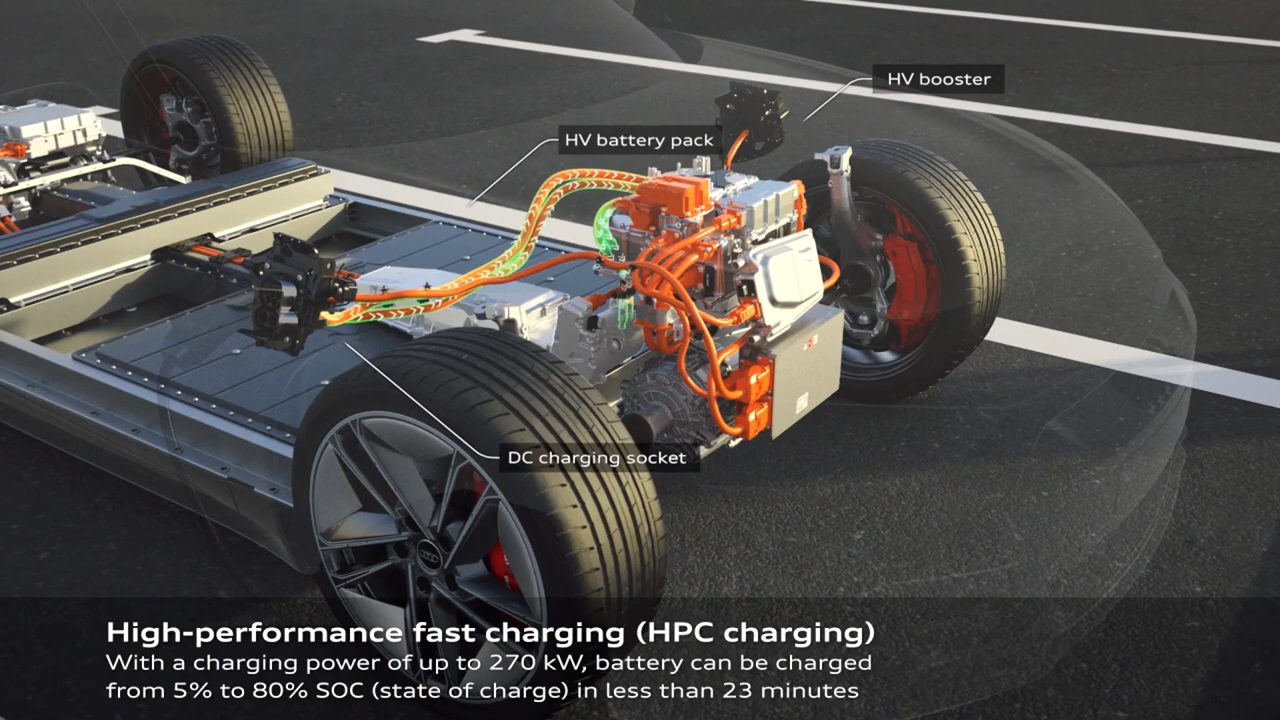 HV booster
HV battery pack
DC charging socket
High-performance fast charging (HPC charging)
With a charging power of up to 270 kW, battery can be charged
from 5% to 80% SOC (state of charge) in less than 23 minutes